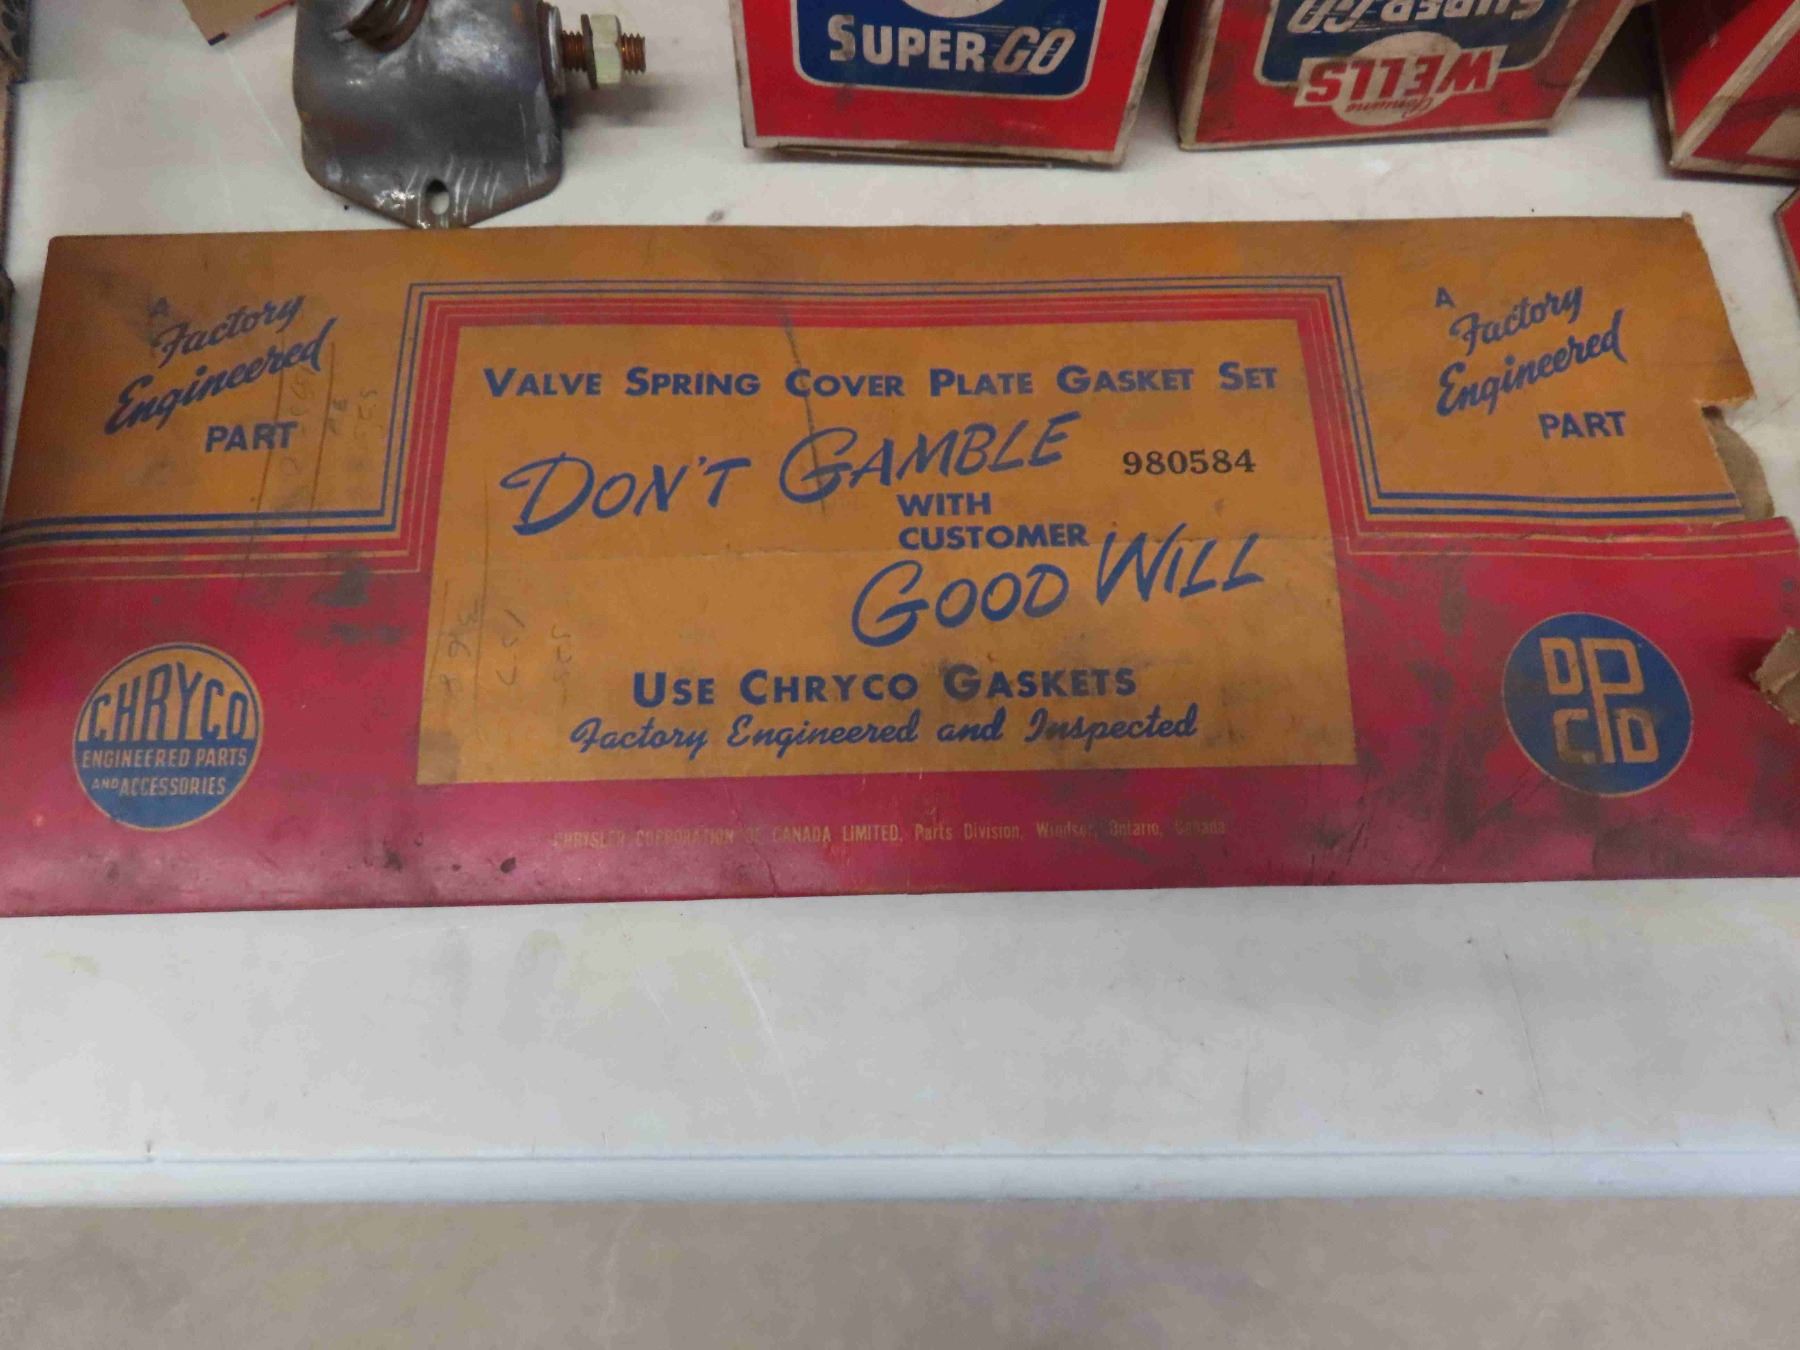 SUPER GO
SUPER GO
Genuine
WELLS
A
Factory
Engineered
PART
VALVE SPRING COVER PLATE GASKET SET
DON'T GAMBLE
980584
WITH
CUSTOMER
GOOD WILL
USE CHRYCO GASKETS
Factory Engineered and Inspected
A
Factory
Engineered
PART
CHRYCO
ENGINEERED PARTS
AND ACCESSORIES
DPCD
CHRYSLER CORPORATION OF CANADA LIMITED, Parts Division, Windsor, Ontario, Canada